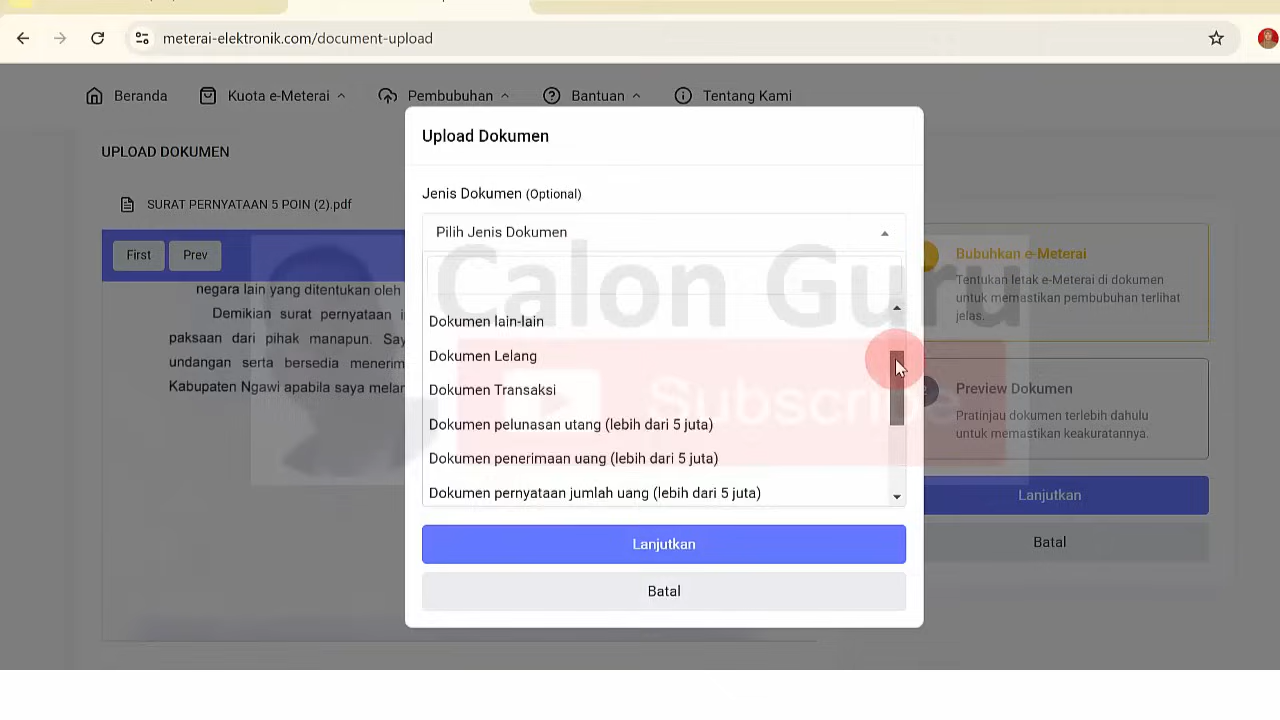 meterai-elektronik.com/document-upload
Beranda
Kuota e-Meterai
Pembubuhan
Bantuan
Tentang Kami
UPLOAD DOKUMEN
SURAT PERNYATAAN 5 POIN (2).pdf
First
Prev
negara lain yang ditentukan oleh
Demikian surat pernyataan
paksaan dari pihak manapun. Say
undangan serta bersedia menerim
Kabupaten Ngawi apabila saya melan
Upload Dokumen
Jenis Dokumen (Optional)
Pilih Jenis Dokumen
Dokumen lain-lain
Dokumen Lelang
Dokumen Transaksi
Dokumen pelunasan utang (lebih dari 5 juta)
Dokumen penerimaan uang (lebih dari 5 juta)
Dokumen pernyataan jumlah uang (lebih dari 5 juta)
Lanjutkan
Batal
Bubuhkan e-Meterai
Tentukan letak e-Meterai di dokumen
untuk memastikan pembubuhan terlihat
jelas.
Preview Dokumen
Pratinjau dokumen terlebih dahulu
untuk memastikan keakuratannya.
Lanjutkan
Batal
Calon Guru
Subscribe